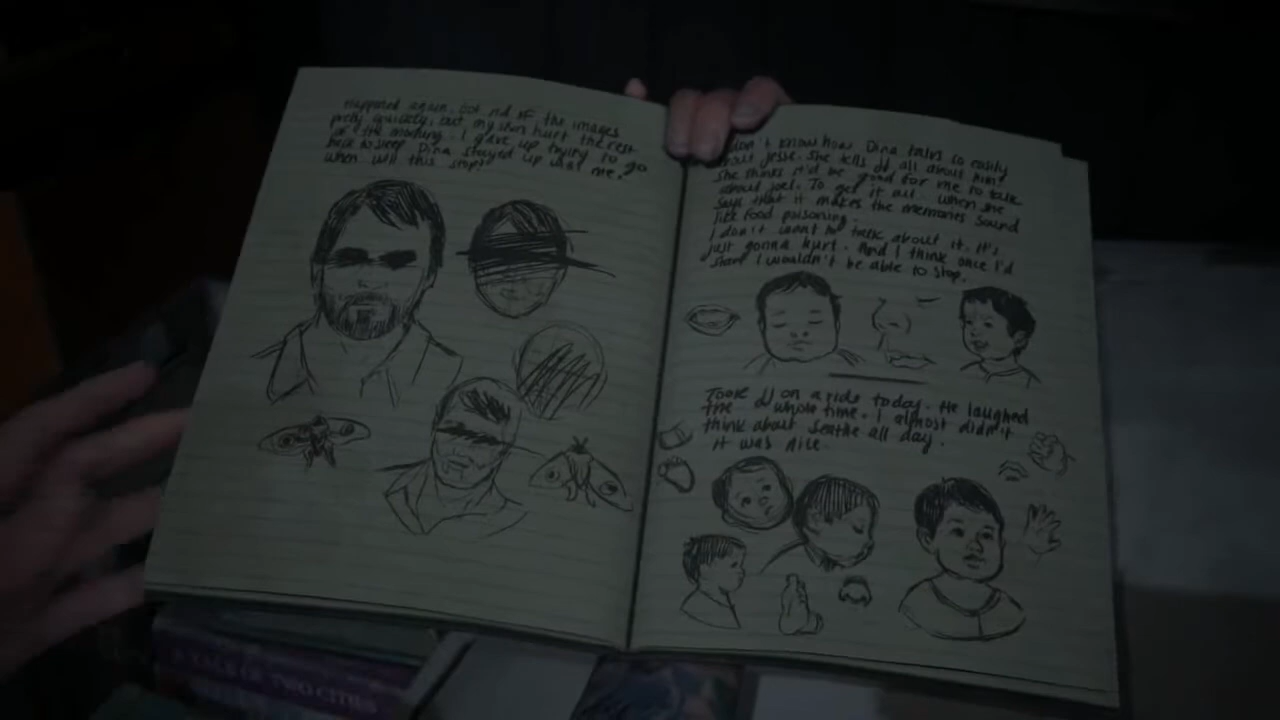 Happened again. Got rid of the images
pretty quickly, but my skin hurt the rest
of the morning. I gave up trying to go
back to sleep. Dina stayed up with me.
When will this stop?
don't know how Dina talks so easily
about Jesse. She tells JJ all about him!
She thinks it'd be good for me to talk
about Joel. To get it out. When she
says that it makes the memories sound
like food poisoning.
I don't want to talk about it. It's
just gonna hurt. And I think once I'd
start I wouldn't be able to stop.
Took JJ on a ride today. He laughed
the whole time. I almost didn't
think about Seattle all day.
It was nice.
A TALE OF TWO CITIES